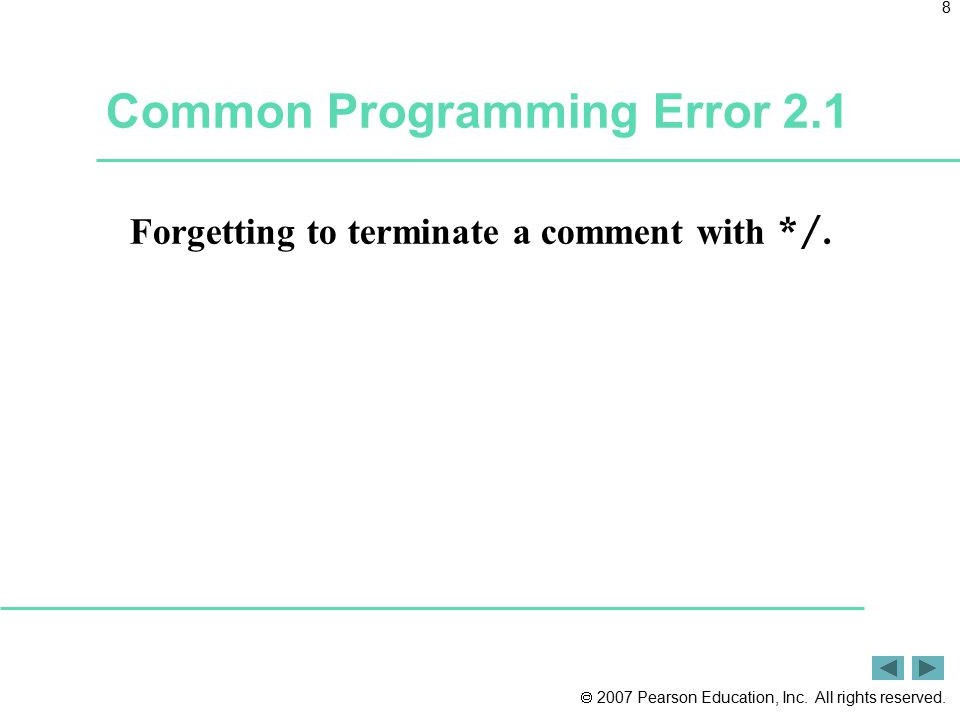 8
Common Programming Error 2.1
Forgetting to terminate a comment with */.
© 2007 Pearson Education, Inc. All rights reserved.